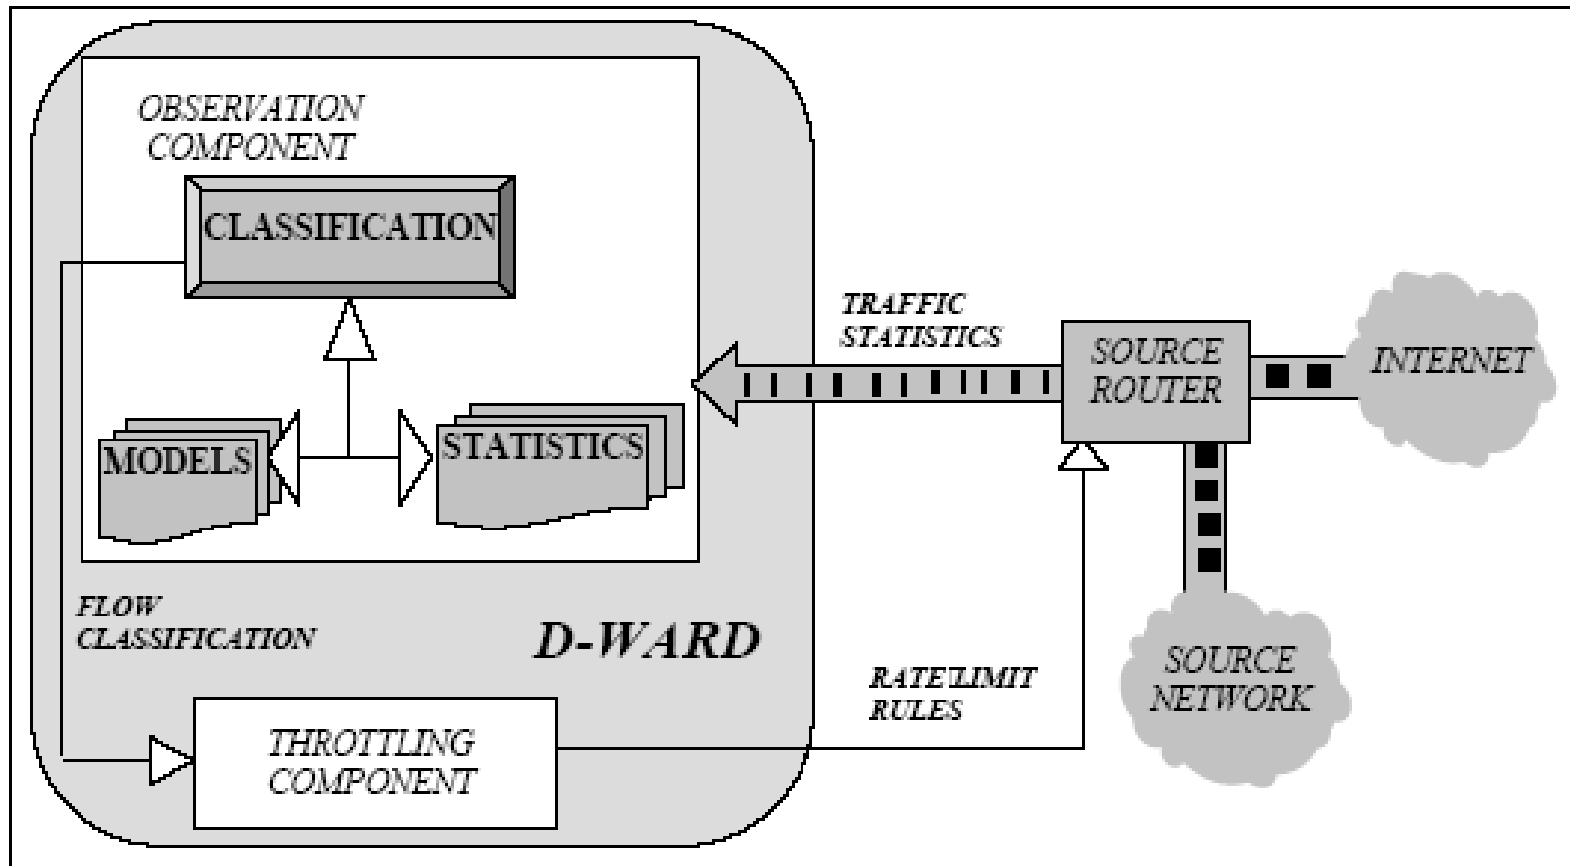 OBSERVATION
COMPONENT
CLASSIFICATION
MODELS
STATISTICS
FLOW
CLASSIFICATION
D-WARD
THROTTLING
COMPONENT
TRAFFIC
STATISTICS
SOURCE
ROUTER
INTERNET
RATE\LIMIT
RULES
SOURCE
NETWORK